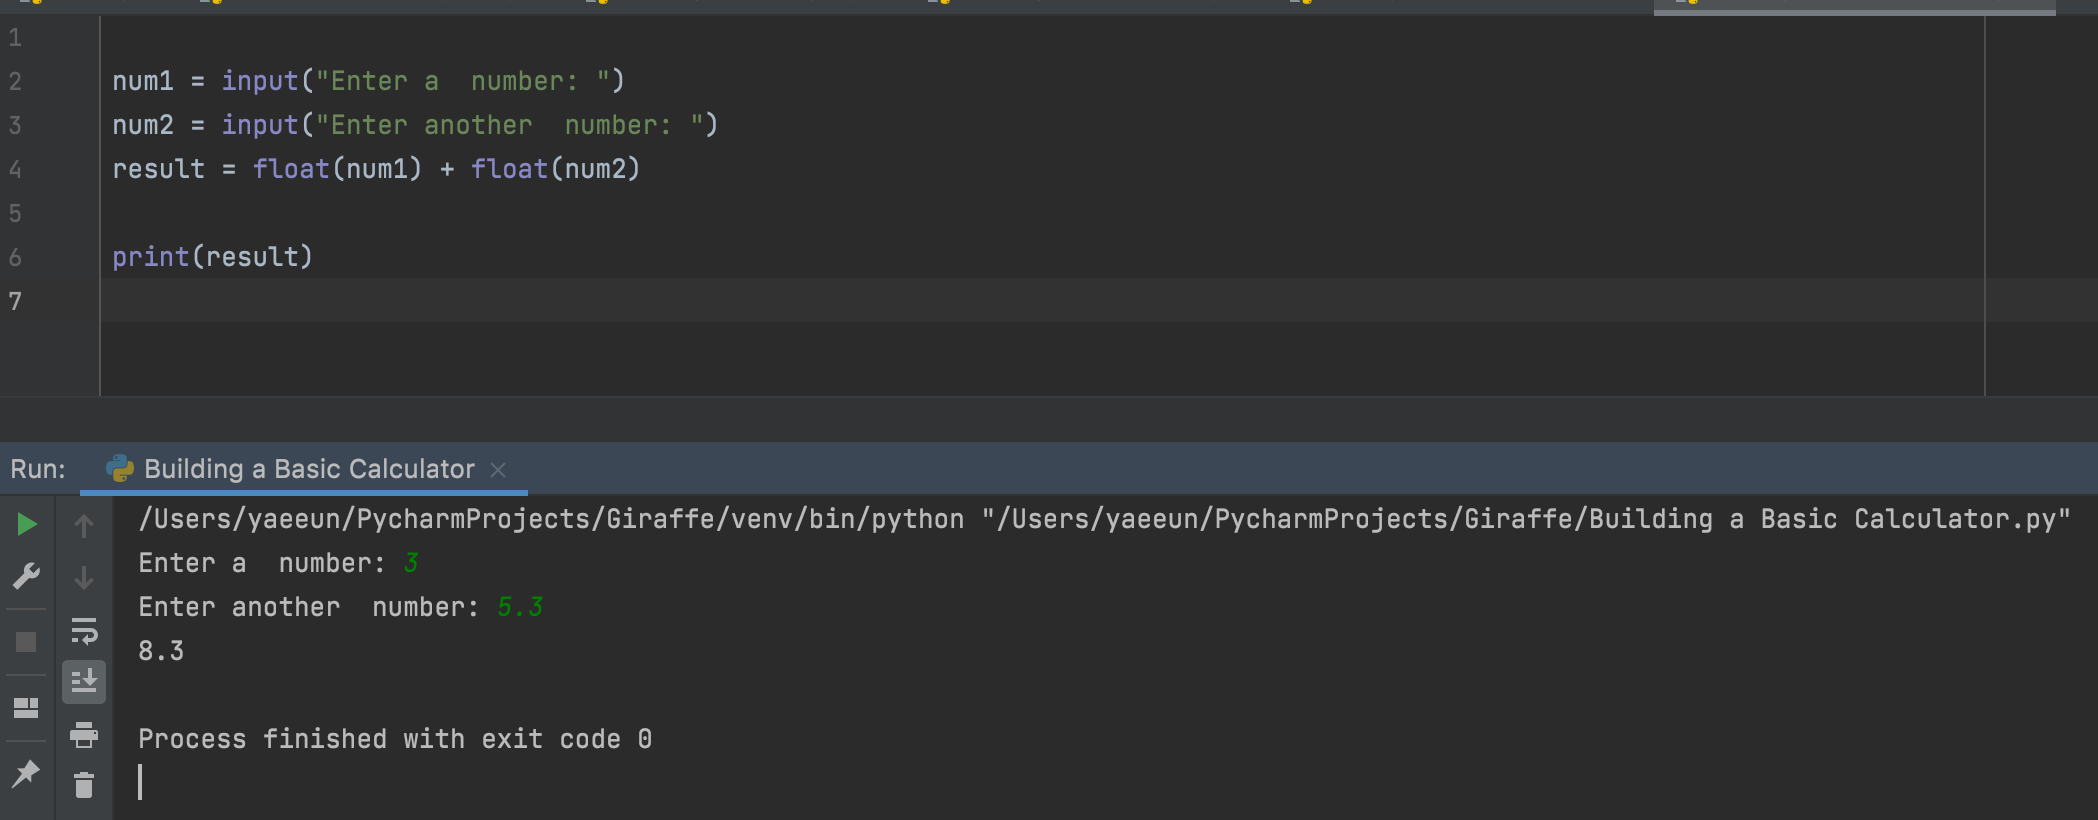 1
2 num1 = input("Enter a  number: ")
3 num2 = input("Enter another  number: ")
4 result = float(num1) + float(num2)
5
6 print(result)
7
Run: Building a Basic Calculator ×
/Users/yaeeun/PycharmProjects/Giraffe/venv/bin/python "/Users/yaeeun/PycharmProjects/Giraffe/Building a Basic Calculator.py"
Enter a  number: 3
Enter another  number: 5.3
8.3
Process finished with exit code 0